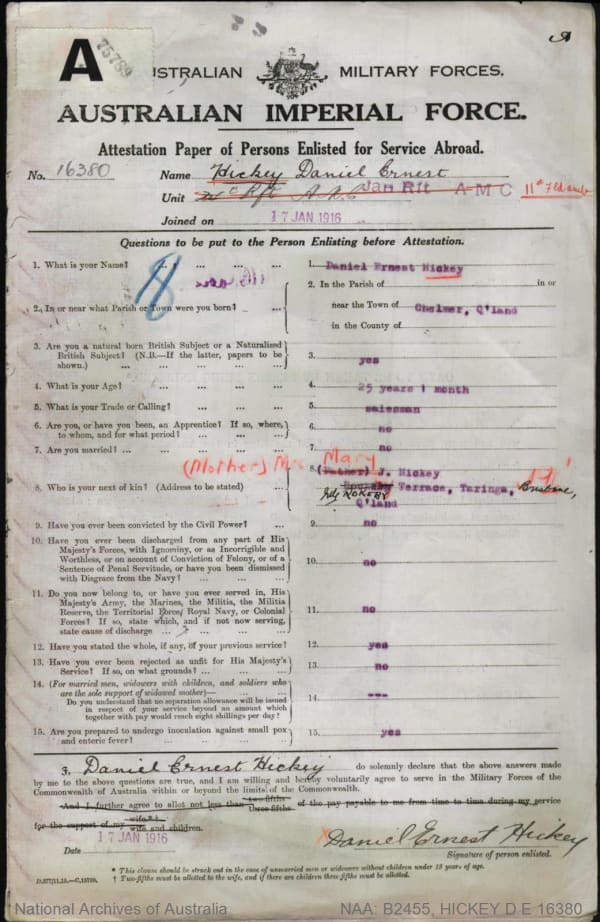 A 75789
AUSTRALIAN MILITARY FORCES.
AUSTRALIAN IMPERIAL FORCE.
Attestation Paper of Persons Enlisted for Service Abroad.
No. 16380 Name Hickey Daniel Ernest
Unit Jan Rft A M C
Joined on 17 JAN 1916
Questions to be put to the Person Enlisting before Attestation.
1. What is your Name? ... ... ... ... 1. Daniel Ernest Hickey
2. In or near what Parish or Town were you born? ... ... 2. In the Parish of in or
near the Town of Chelmer, Q'land
in the County of
3. Are you a natural born British Subject or a Naturalised
British Subject? (N.B.—If the latter, papers to be
shown.) ... ... ... ... ... 3. yes
4. What is your Age? ... ... ... ... 4. 25 years 1 month
5. What is your Trade or Calling? ... ... ... 5. salesman
6. Are you, or have you been, an Apprentice? If so, where,
to whom, and for what period? ... ... ... 6. no
7. Are you married? ... ... ... ... 7. no
(Mother) Mrs Mary
8. Who is your next of kin? (Address to be stated) ... 8. (Father) J. Hickey
Terrace, Taringa, Brisbane,
Q'land
9. Have you ever been convicted by the Civil Power? ... 9. no
10. Have you ever been discharged from any part of His
Majesty's Forces, with Ignominy, or as Incorrigible and
Worthless, or on account of Conviction of Felony, or of a
Sentence of Penal Servitude, or have you been dismissed
with Disgrace from the Navy? ... ... ... 10. no
11. Do you now belong to, or have you ever served in, His
Majesty's Army, the Marines, the Militia, the Militia
Reserve, the Territorial Force, Royal Navy, or Colonial
Forces? If so, state which, and if not now serving,
state cause of discharge ... ... ... ... 11. no
12. Have you stated the whole, if any, of your previous service? 12. yes
13. Have you ever been rejected as unfit for His Majesty's
Service? If so, on what grounds? ... ... ... 13. no
14. (For married men, widowers with children, and soldiers who
are the sole support of widowed mother)— ... ...
Do you understand that no separation allowance will be issued
in respect of your service beyond an amount which
together with pay would reach eight shillings per day? 14. ---
15. Are you prepared to undergo inoculation against small pox
and enteric fever? ... ... ... ... 15. yes
I, Daniel Ernest Hickey do solemnly declare that the above answers made
by me to the above questions are true, and I am willing and hereby voluntarily agree to serve in the Military Forces of the
Commonwealth of Australia within or beyond the limits of the Commonwealth.
And I further agree to allot not less than two-fifths three-fifths of the pay payable to me from time to time during my service
for the support of my wife*† wife and children.
17 JAN 1916
Date
Daniel Ernest Hickey
Signature of person enlisted.
* This clause should be struck out in the case of unmarried men or widowers without children under 18 years of age.
† Two-fifths must be allotted to the wife, and if there are children three fifths must be allotted.
National Archives of Australia NAA: B2455, HICKEY D E 16380